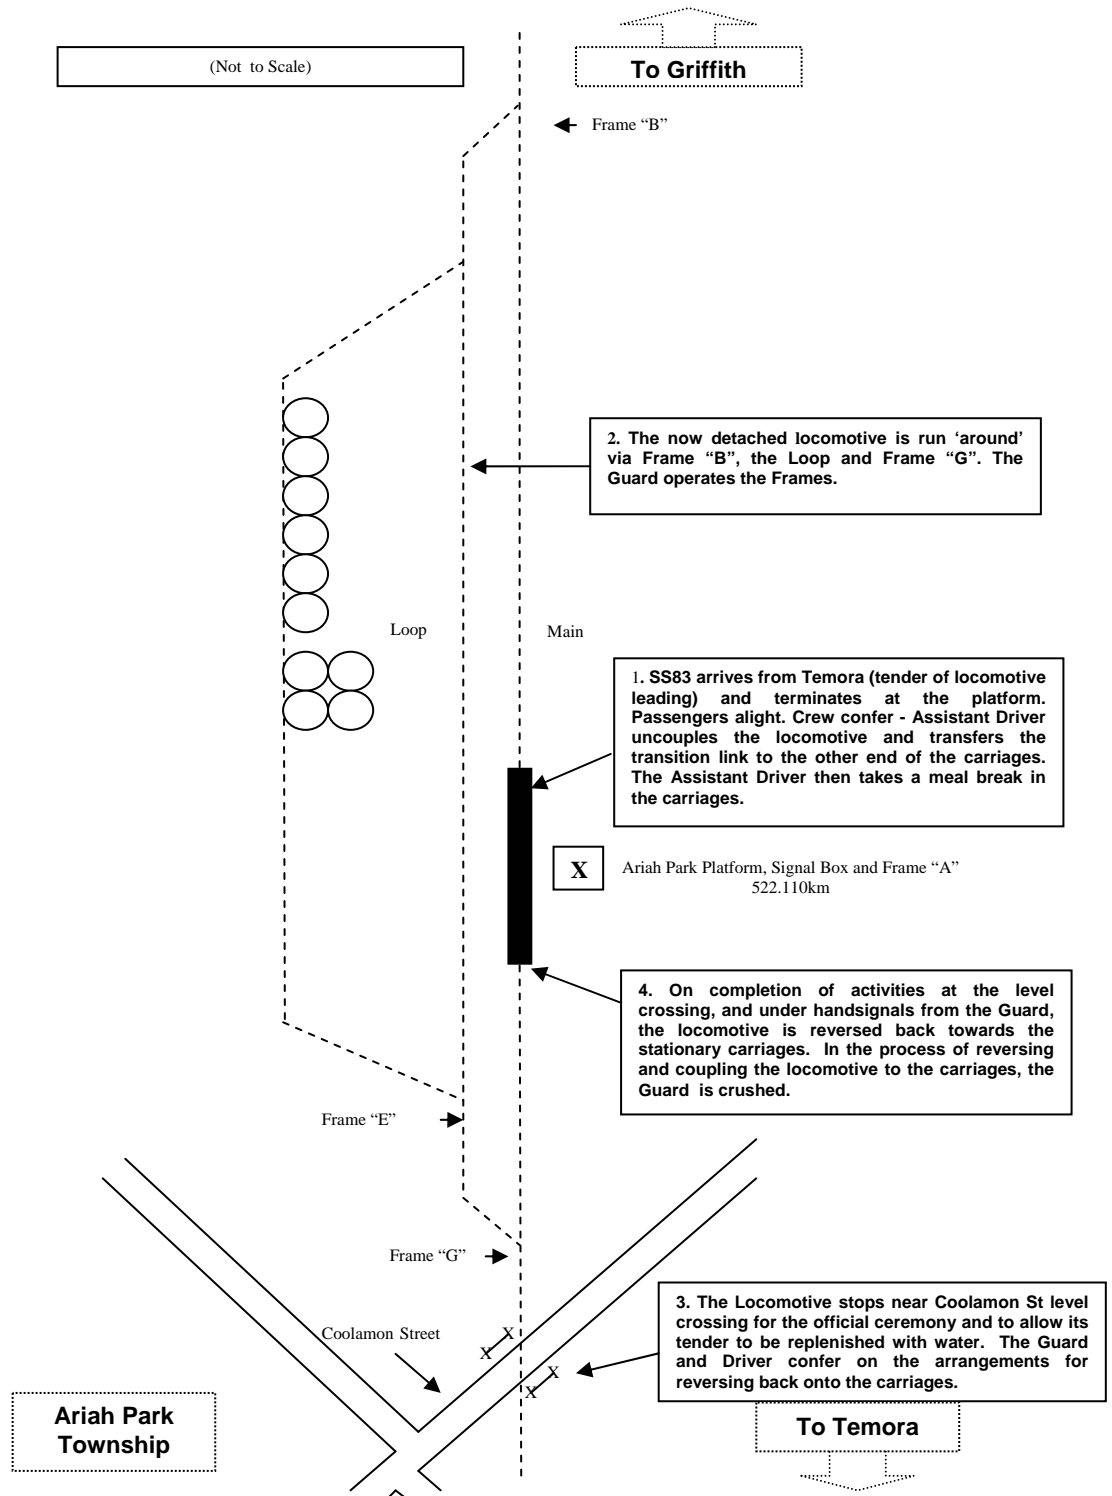 To Griffith
(Not to Scale)
Frame “B”
2. The now detached locomotive is run ‘around’
via Frame “B”, the Loop and Frame “G”. The
Guard operates the Frames.
Loop
Main
1. SS83 arrives from Temora (tender of locomotive
leading) and terminates at the platform.
Passengers alight. Crew confer - Assistant Driver
uncouples the locomotive and transfers the
transition link to the other end of the carriages.
The Assistant Driver then takes a meal break in
the carriages.
X
Ariah Park Platform, Signal Box and Frame “A”
522.110km
4. On completion of activities at the level
crossing, and under handsignals from the Guard,
the locomotive is reversed back towards the
stationary carriages. In the process of reversing
and coupling the locomotive to the carriages, the
Guard is crushed.
Frame “E”
Frame “G”
3. The Locomotive stops near Coolamon St level
crossing for the official ceremony and to allow its
tender to be replenished with water. The Guard
and Driver confer on the arrangements for
reversing back onto the carriages.
Coolamon Street
X
X
X
X
Ariah Park
Township
To Temora